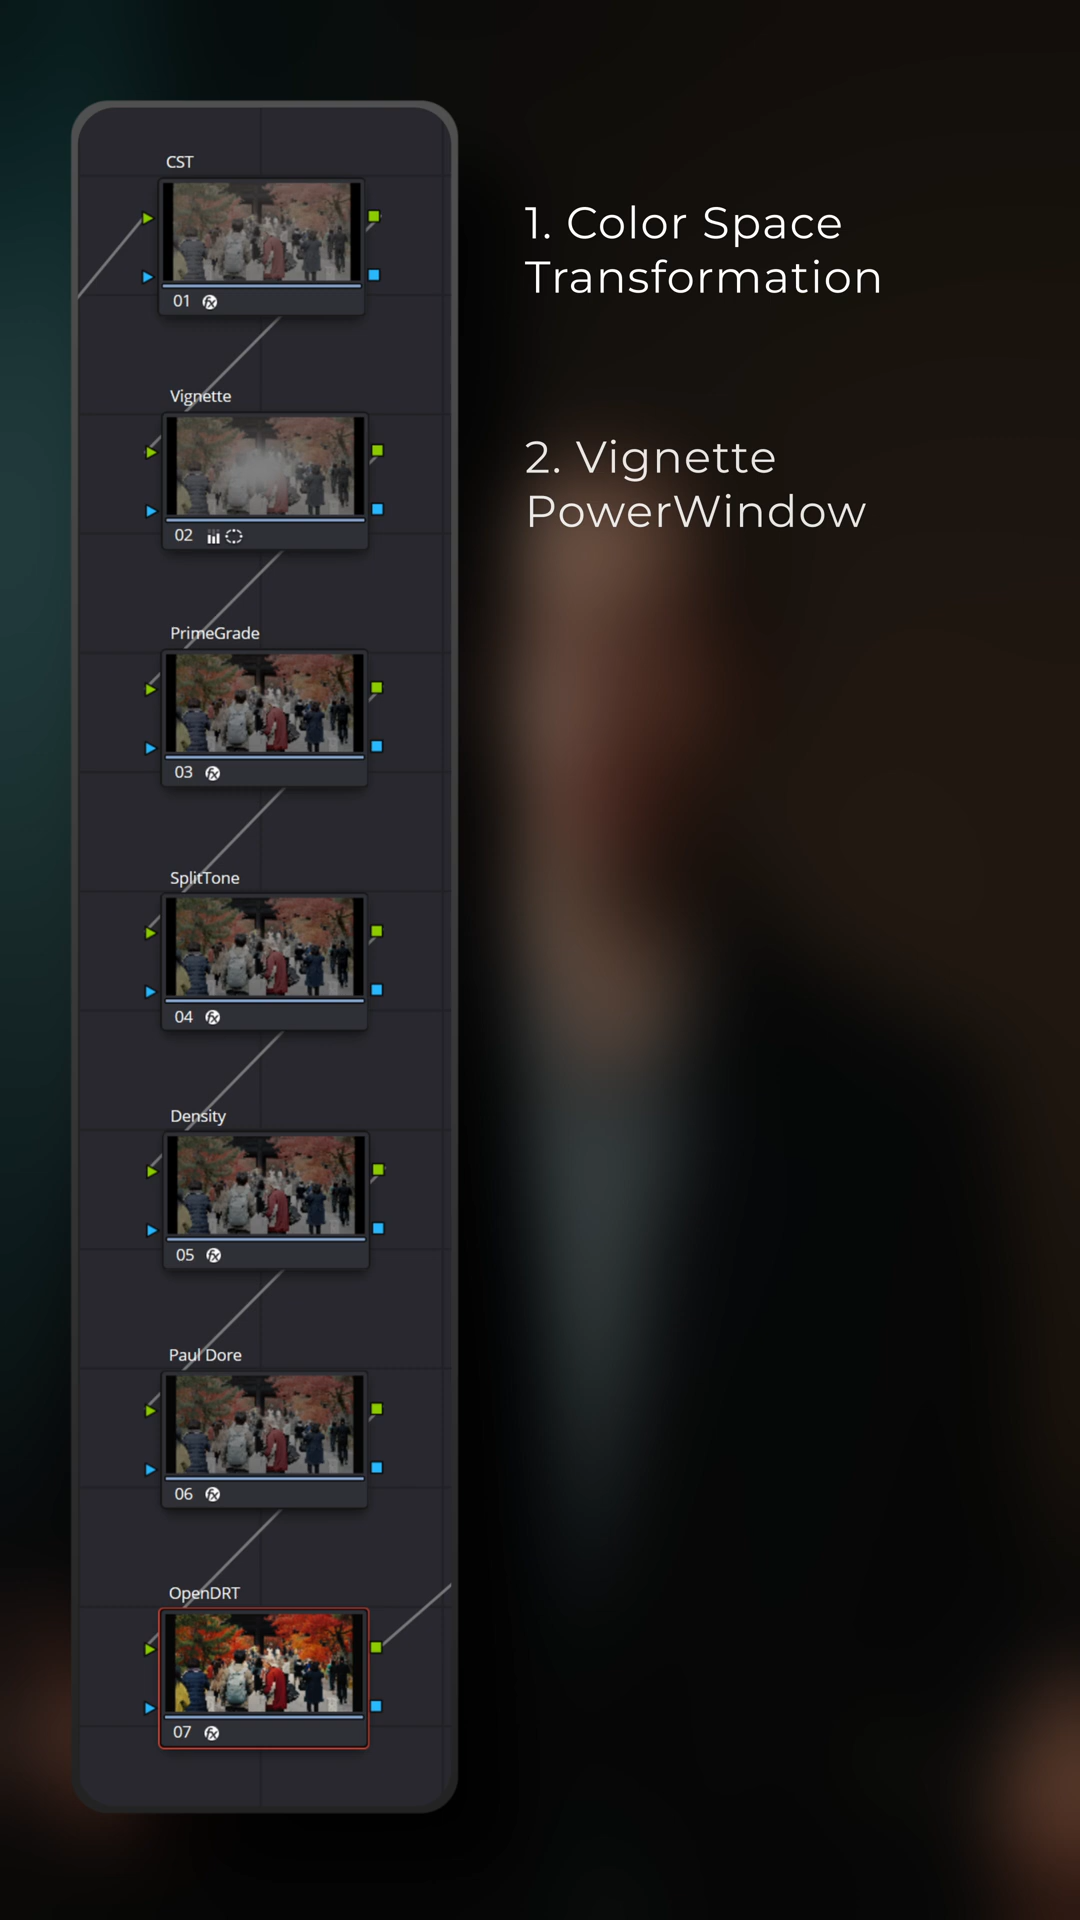 CST
01
1. Color Space
Transformation
Vignette
02
2. Vignette
PowerWindow
PrimeGrade
03
SplitTone
04
Density
05
Paul Dore
06
OpenDRT
07